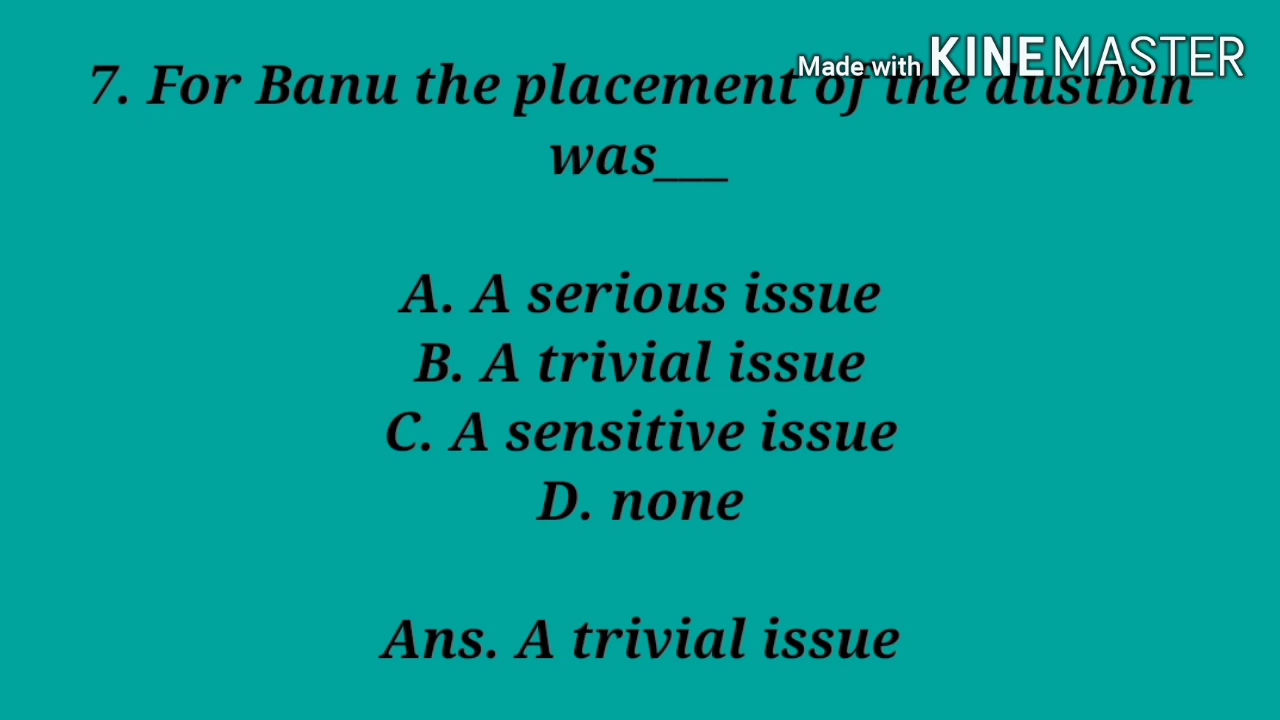 Made with KINEMASTER
7. For Banu the placement of the dustbin
was___
A. A serious issue
B. A trivial issue
C. A sensitive issue
D. none
Ans. A trivial issue